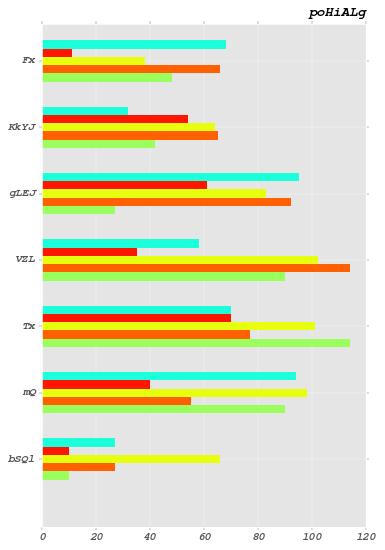 poHiALg
Fx
KkYJ
gLEJ
VZL
Tx
mQ
bSQl
0 20 40 60 80 100 120